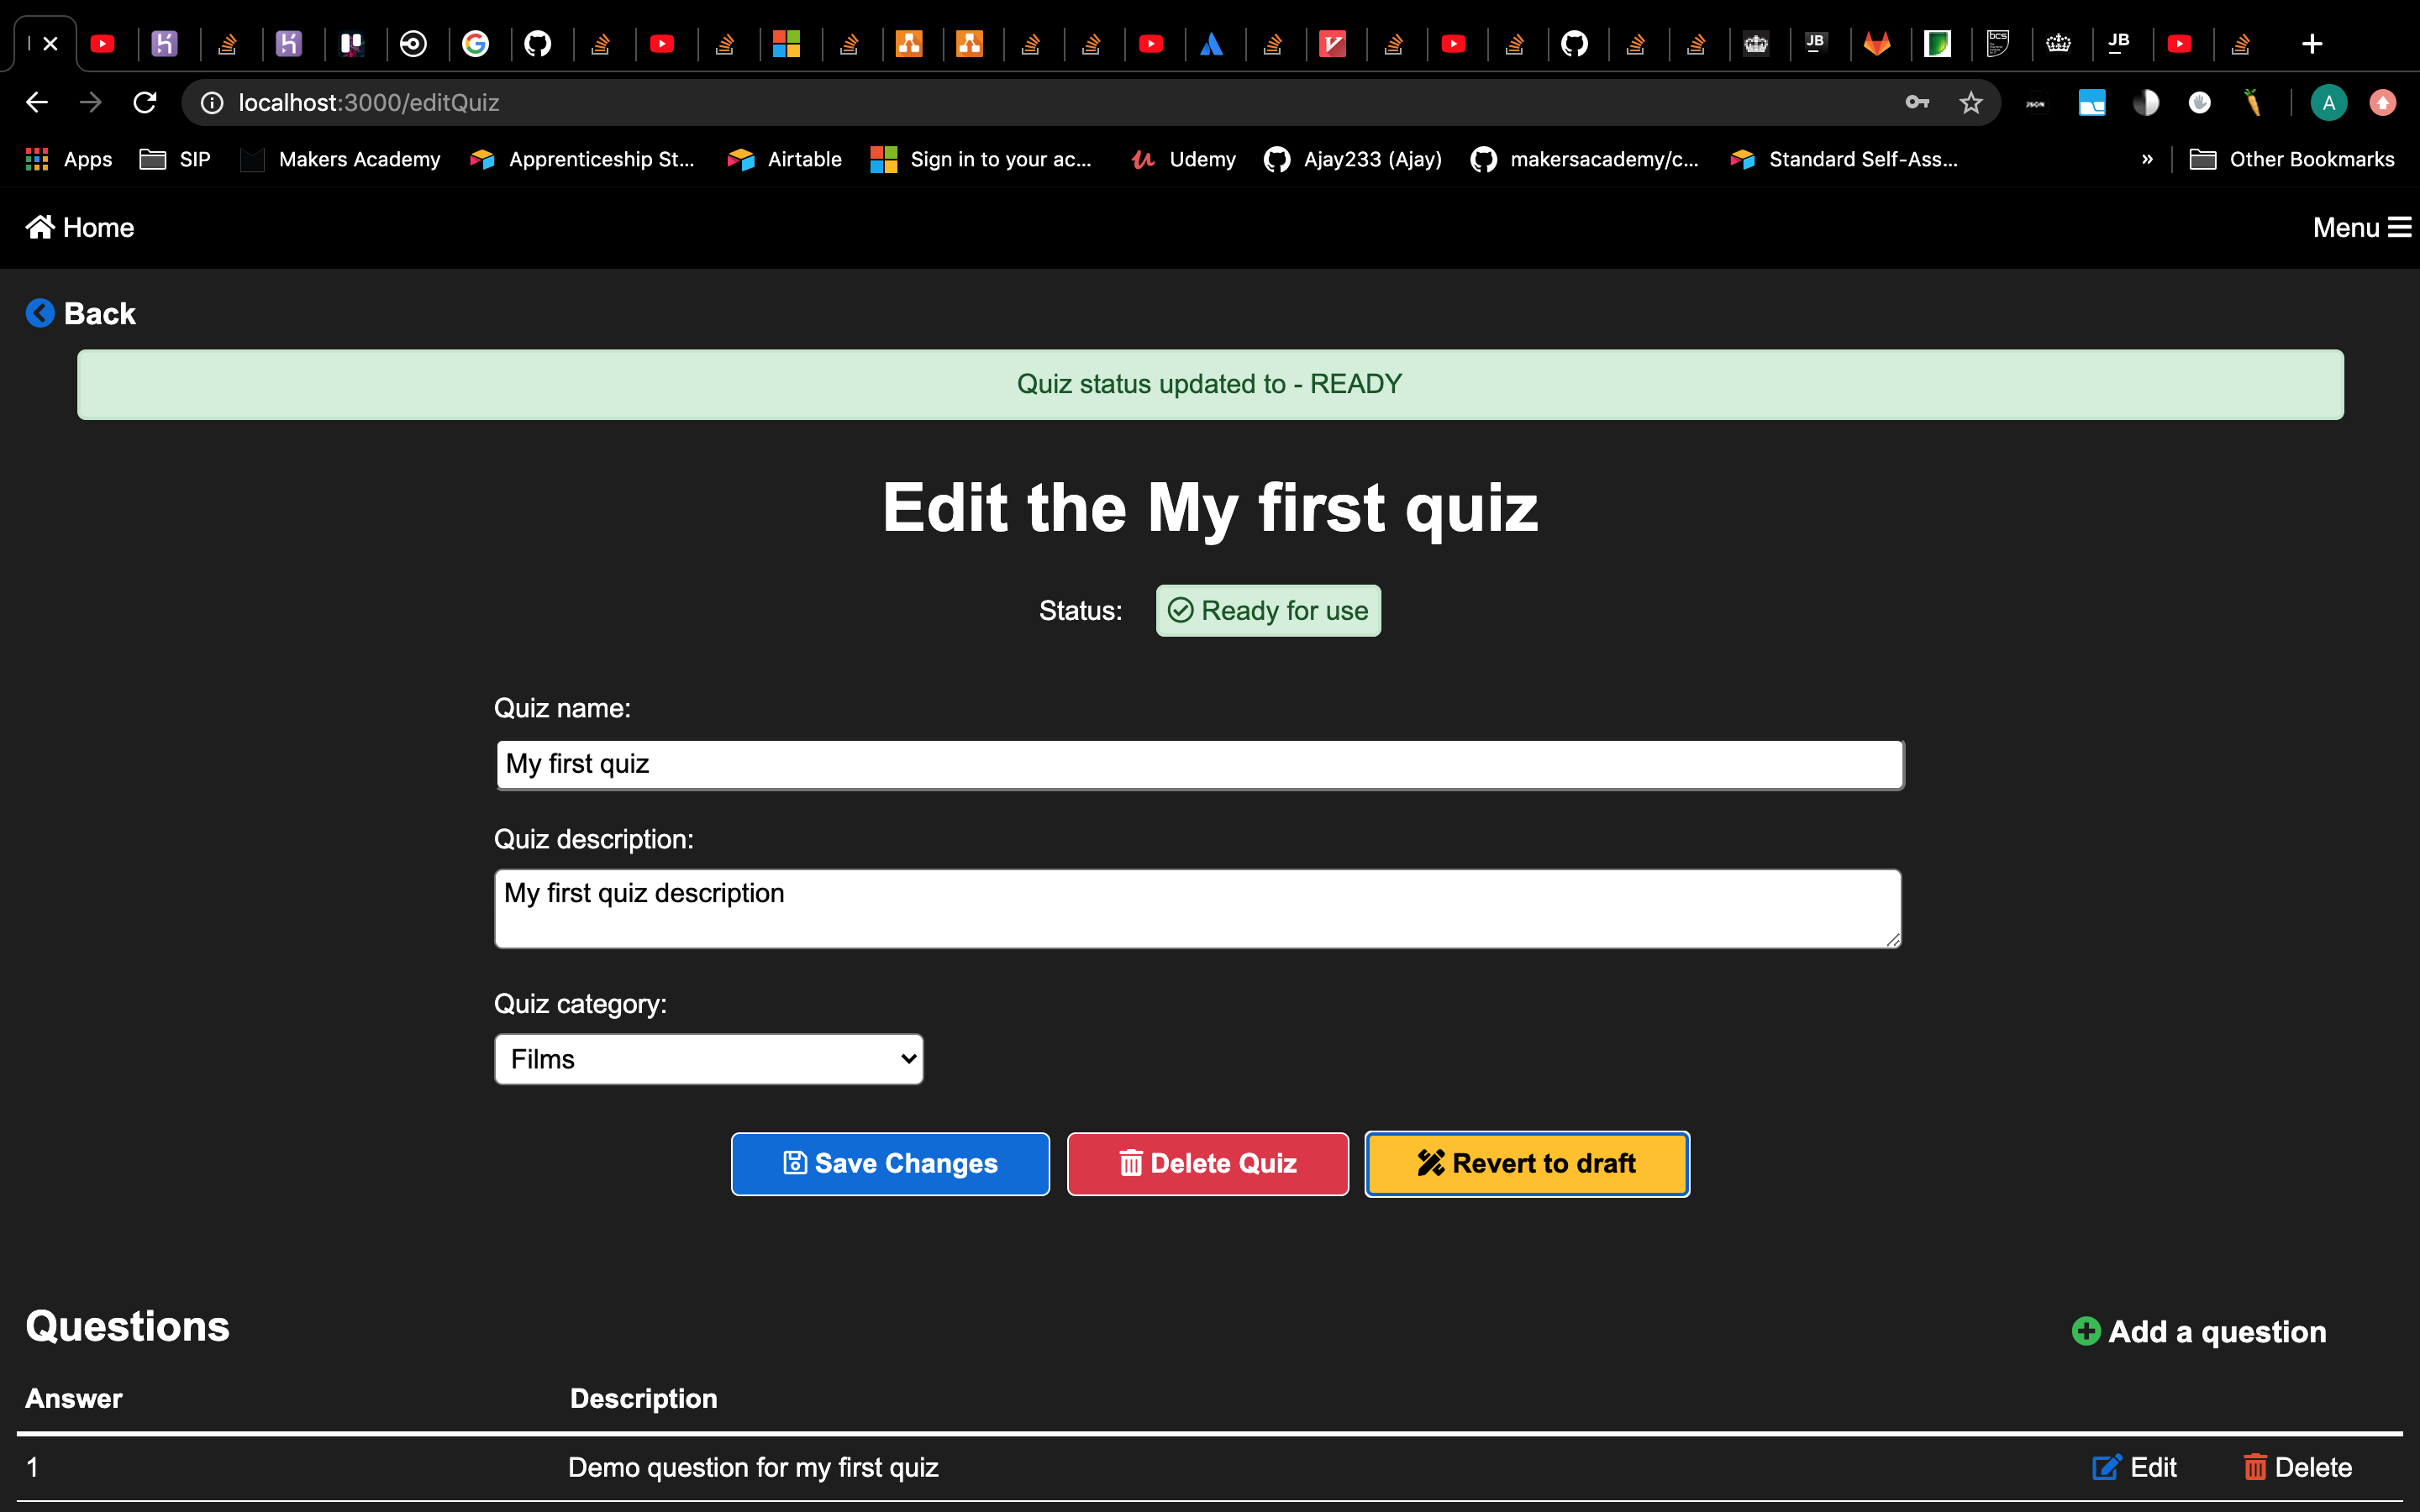 JB
bcs
JB
localhost:3000/editQuiz
JSON
A
Apps
SIP
Makers Academy
Apprenticeship St...
Airtable
Sign in to your ac...
Udemy
Ajay233 (Ajay)
makersacademy/c...
Standard Self-Ass...
»
Other Bookmarks
Home
Menu
Back
Quiz status updated to - READY
Edit the My first quiz
Status:
Ready for use
Quiz name:
My first quiz
Quiz description:
My first quiz description
Quiz category:
Films
Save Changes
Delete Quiz
Revert to draft
Questions
Add a question
Answer
Description
1
Demo question for my first quiz
Edit
Delete